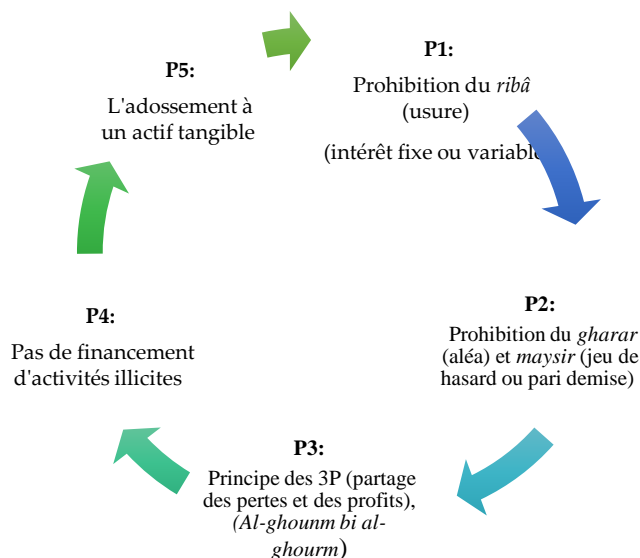 P1:
Prohibition du ribâ
(usure)
(intérêt fixe ou variable
P2:
Prohibition du gharar
(aléa) et maysir (jeu de
hasard ou pari demise)
P3:
Principe des 3P (partage
des pertes et des profits),
(Al-ghounm bi al-
ghourm)
P4:
Pas de financement
d'activités illicites
P5:
L'adossement à
un actif tangible